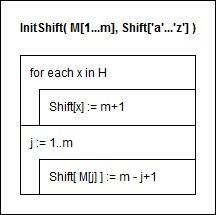 InitShift( M[1...m], Shift['a'...'z'] )
for each x in H
Shift[x] := m+1
j := 1..m
Shift[ M[j] ] := m - j+1